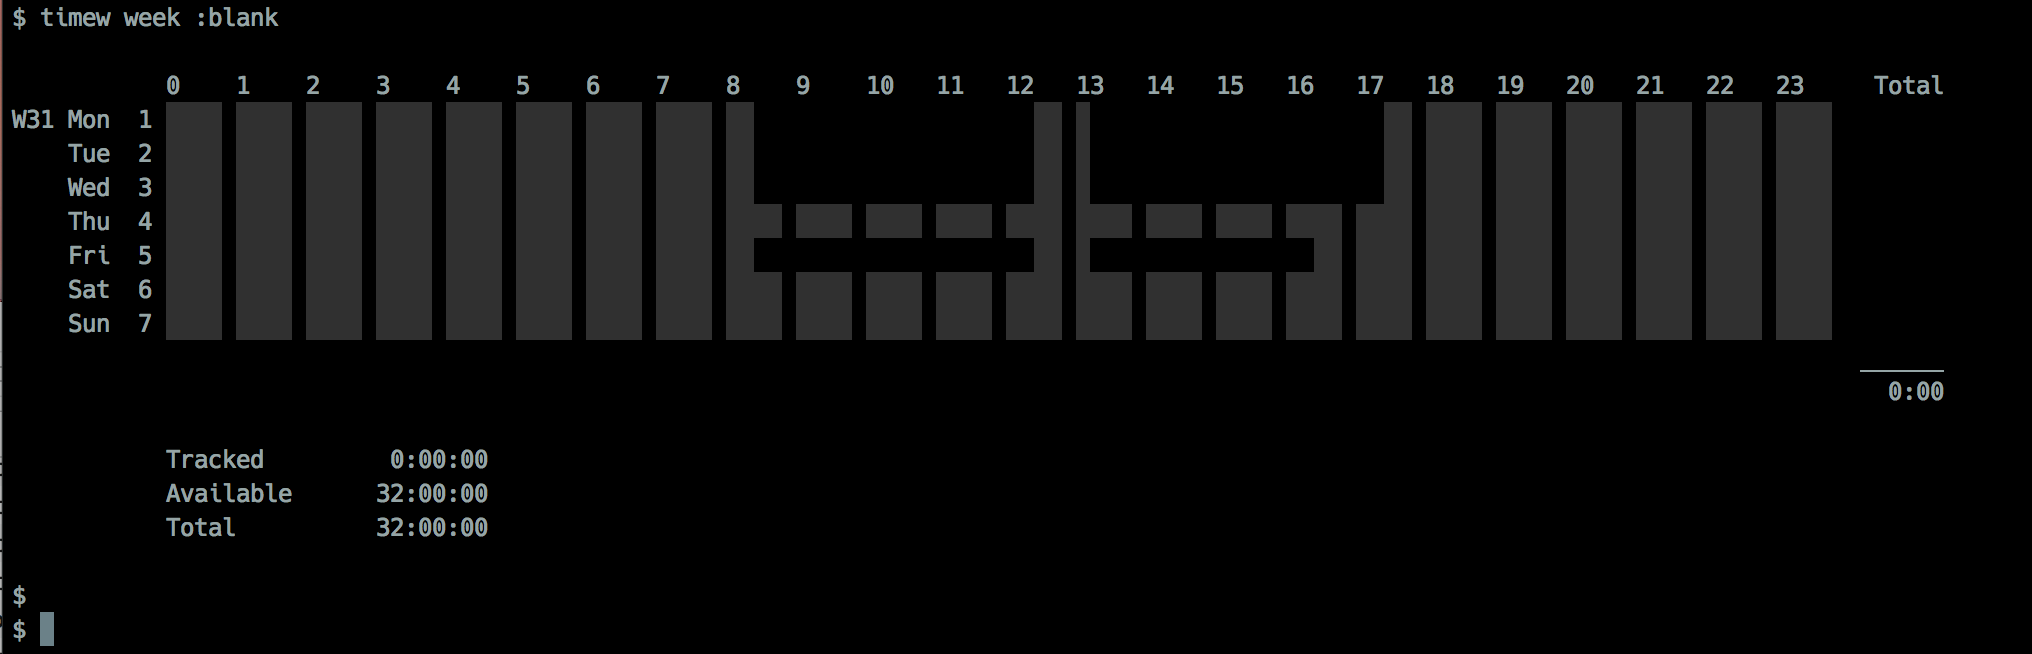 $ timew week :blank
0 1 2 3 4 5 6 7 8 9 10 11 12 13 14 15 16 17 18 19 20 21 22 23 Total
W31 Mon 1
Tue 2
Wed 3
Thu 4
Fri 5
Sat 6
Sun 7
0:00
Tracked 0:00:00
Available 32:00:00
Total 32:00:00
$
$